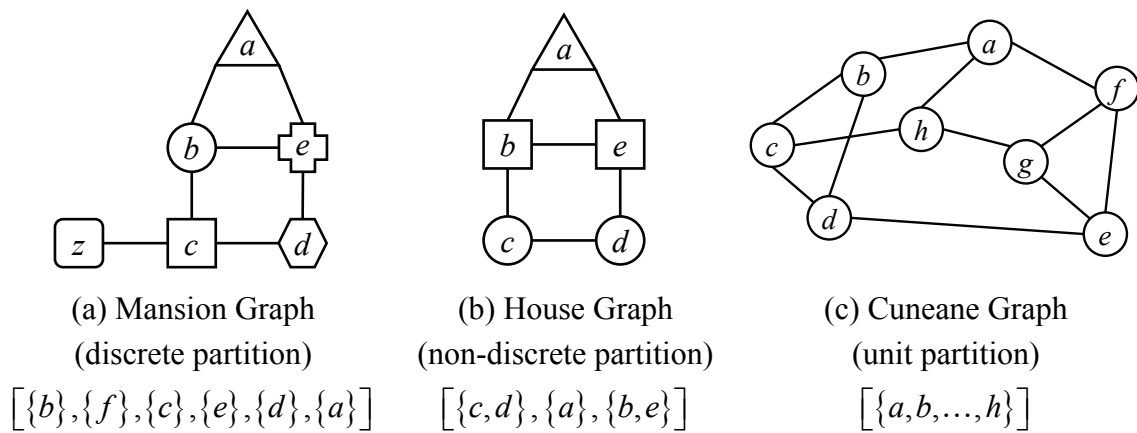 a
b
e
z
c
d
a
b
e
c
d
a
b
f
c
h
g
d
e
(a) Mansion Graph
(discrete partition)
[{b},{f},{c},{e},{d},{a}]
(b) House Graph
(non-discrete partition)
[{c,d},{a},{b,e}]
(c) Cuneane Graph
(unit partition)
[{a,b,…,h}]